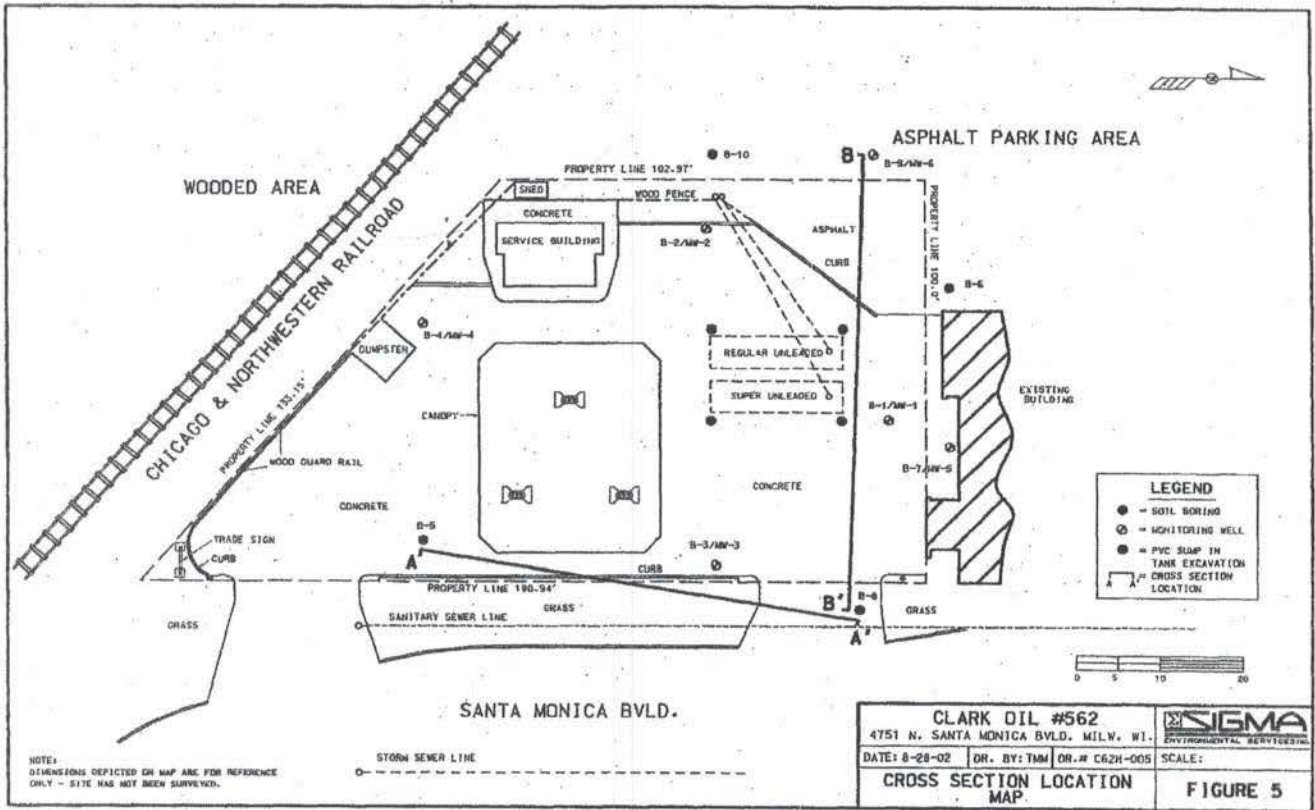 ASPHALT PARKING AREA
WOODED AREA
CHICAGO & NORTHWESTERN RAILROAD
PROPERTY LINE 102.97'
B-10
B
B-9/MW-6
SHED
WOOD FENCE
CONCRETE
SERVICE BUILDING
B-2/MW-2
ASPHALT
CURB
PROPERTY LINE 100.0'
B-6
B-4/MW-4
DUMPSTER
REGULAR UNLEADED
SUPER UNLEADED
EXISTING
BUILDING
CANOPY
B-1/MW-1
B-7/MW-5
PROPERTY LINE 153.15'
WOOD GUARD RAIL
CONCRETE
CONCRETE
B-5
A
B-3/MW-3
TRADE SIGN
CURB
CURB
PROPERTY LINE 190.94'
GRASS
GRASS
SANITARY SEWER LINE
B'
B-8
A'
GRASS
LEGEND
= SOIL BORING
= MONITORING WELL
= PVC SUMP IN
TANK EXCAVATION
A A' = CROSS SECTION
LOCATION
0 5 10 20
SANTA MONICA BVLD.
STORM SEWER LINE
NOTE:
DIMENSIONS DEPICTED ON MAP ARE FOR REFERENCE
ONLY - SITE HAS NOT BEEN SURVEYED.
CLARK OIL #562
4751 N. SANTA MONICA BVLD. MILW. WI.
SIGMA
ENVIRONMENTAL SERVICES INC.
DATE: 8-28-02 DR. BY: TMM DR.# C62H-005 SCALE:
CROSS SECTION LOCATION
MAP
FIGURE 5